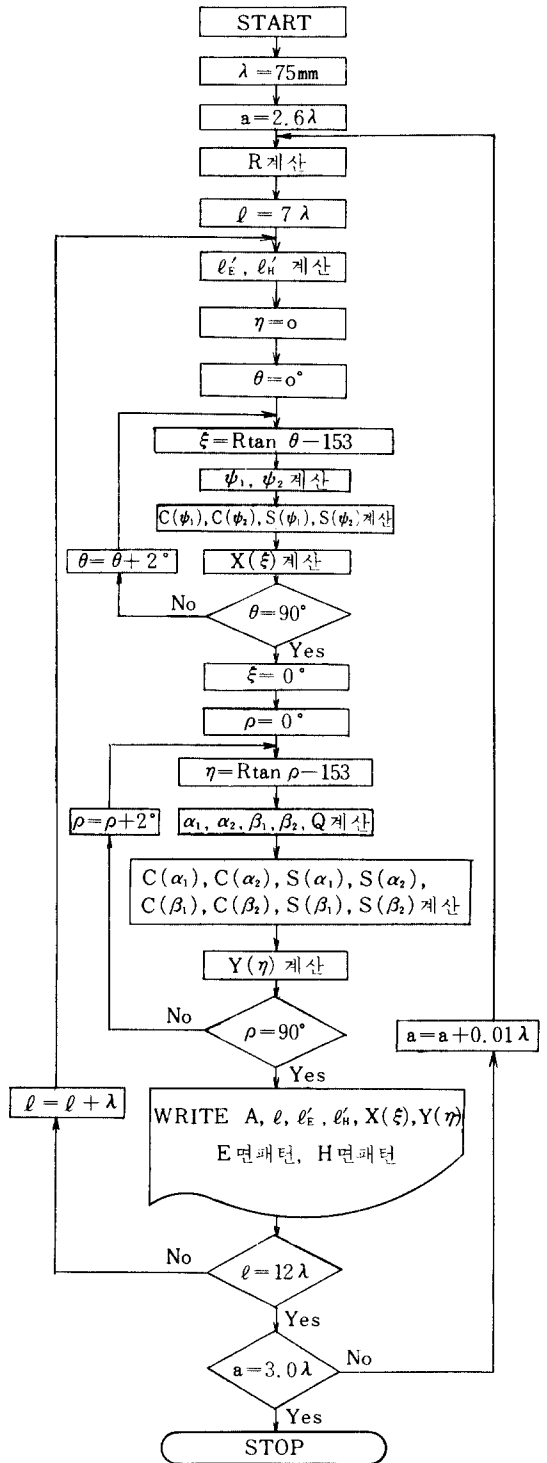 START
λ=75mm
a=2.6λ
R계산
ℓ=7λ
ℓ′E, ℓ′H 계산
η=o
θ=o°
ξ=Rtan θ-153
ψ₁, ψ₂ 계산
C(ψ₁), C(ψ₂), S(ψ₁), S(ψ₂)계산
θ=θ+2°
X(ξ)계산
No
θ=90°
Yes
ξ=0°
ρ=0°
η=Rtan ρ-153
ρ=ρ+2°
α₁, α₂, β₁, β₂, Q계산
C(α₁), C(α₂), S(α₁), S(α₂),
C(β₁), C(β₂), S(β₁), S(β₂)계산
Y(η) 계산
No
ρ=90°
a=a+0.01λ
Yes
ℓ=ℓ+λ
WRITE A, ℓ, ℓ′E, ℓ′H, X(ξ), Y(η)
E면패턴, H면패턴
No
ℓ=12λ
Yes
a=3.0λ
No
Yes
STOP